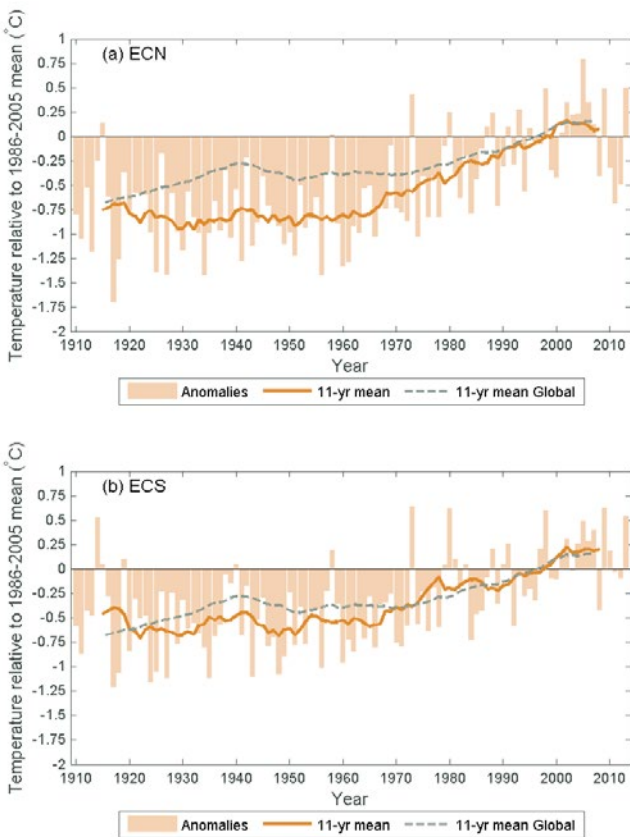 (a) ECN
Temperature relative to 1986-2005 mean (°C)
1
0.75
0.5
0.25
0
-0.25
-0.5
-0.75
-1
-1.25
-1.5
-1.75
-2
1910 1920 1930 1940 1950 1960 1970 1980 1990 2000 2010
Year
Anomalies 11-yr mean 11-yr mean Global
(b) ECS
Temperature relative to 1986-2005 mean (°C)
1
0.75
0.5
0.25
0
-0.25
-0.5
-0.75
-1
-1.25
-1.5
-1.75
-2
1910 1920 1930 1940 1950 1960 1970 1980 1990 2000 2010
Year
Anomalies 11-yr mean 11-yr mean Global